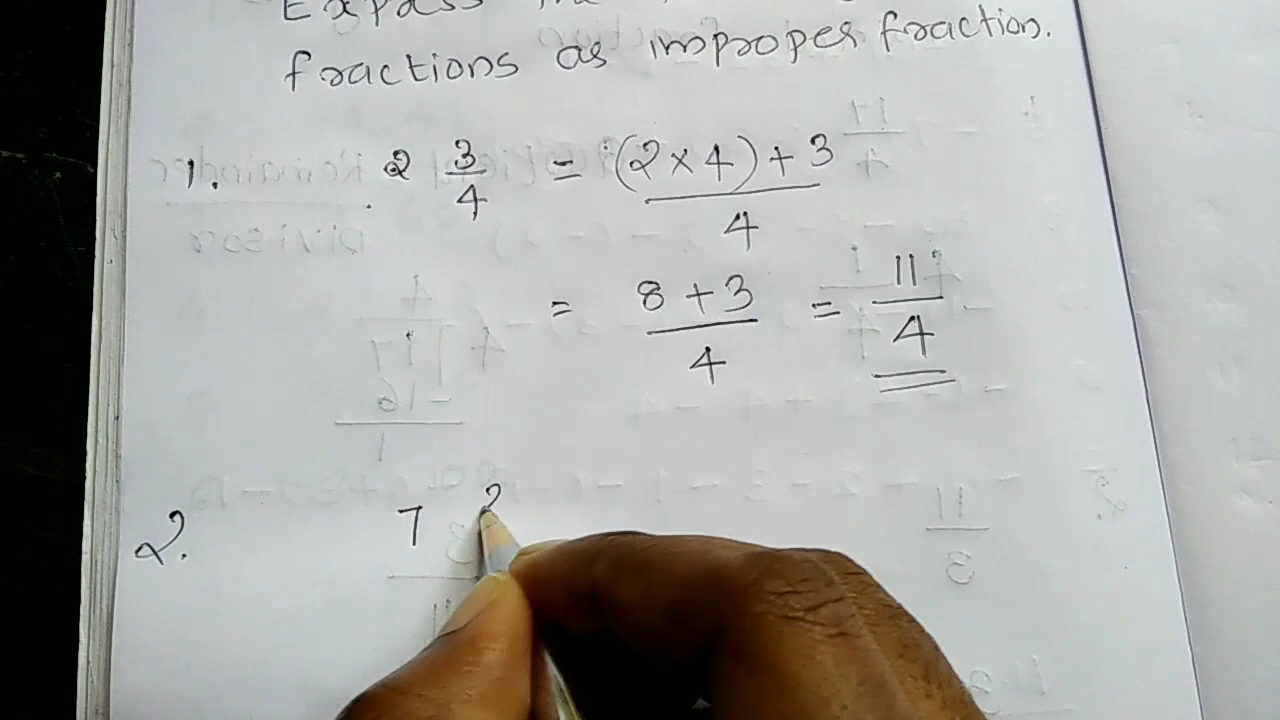 fractions as improper fraction.
1. 2 3/4 = (2 × 4) + 3 / 4
= 8 + 3 / 4 = 11/4
2. 7